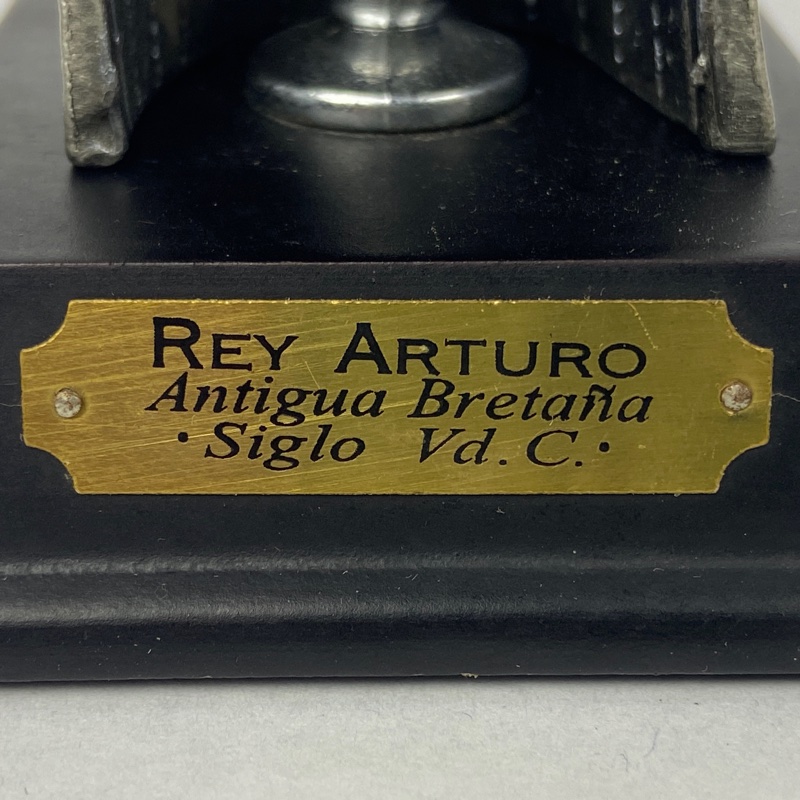 REY ARTURO
Antigua Bretaña
·Siglo Vd. C.·